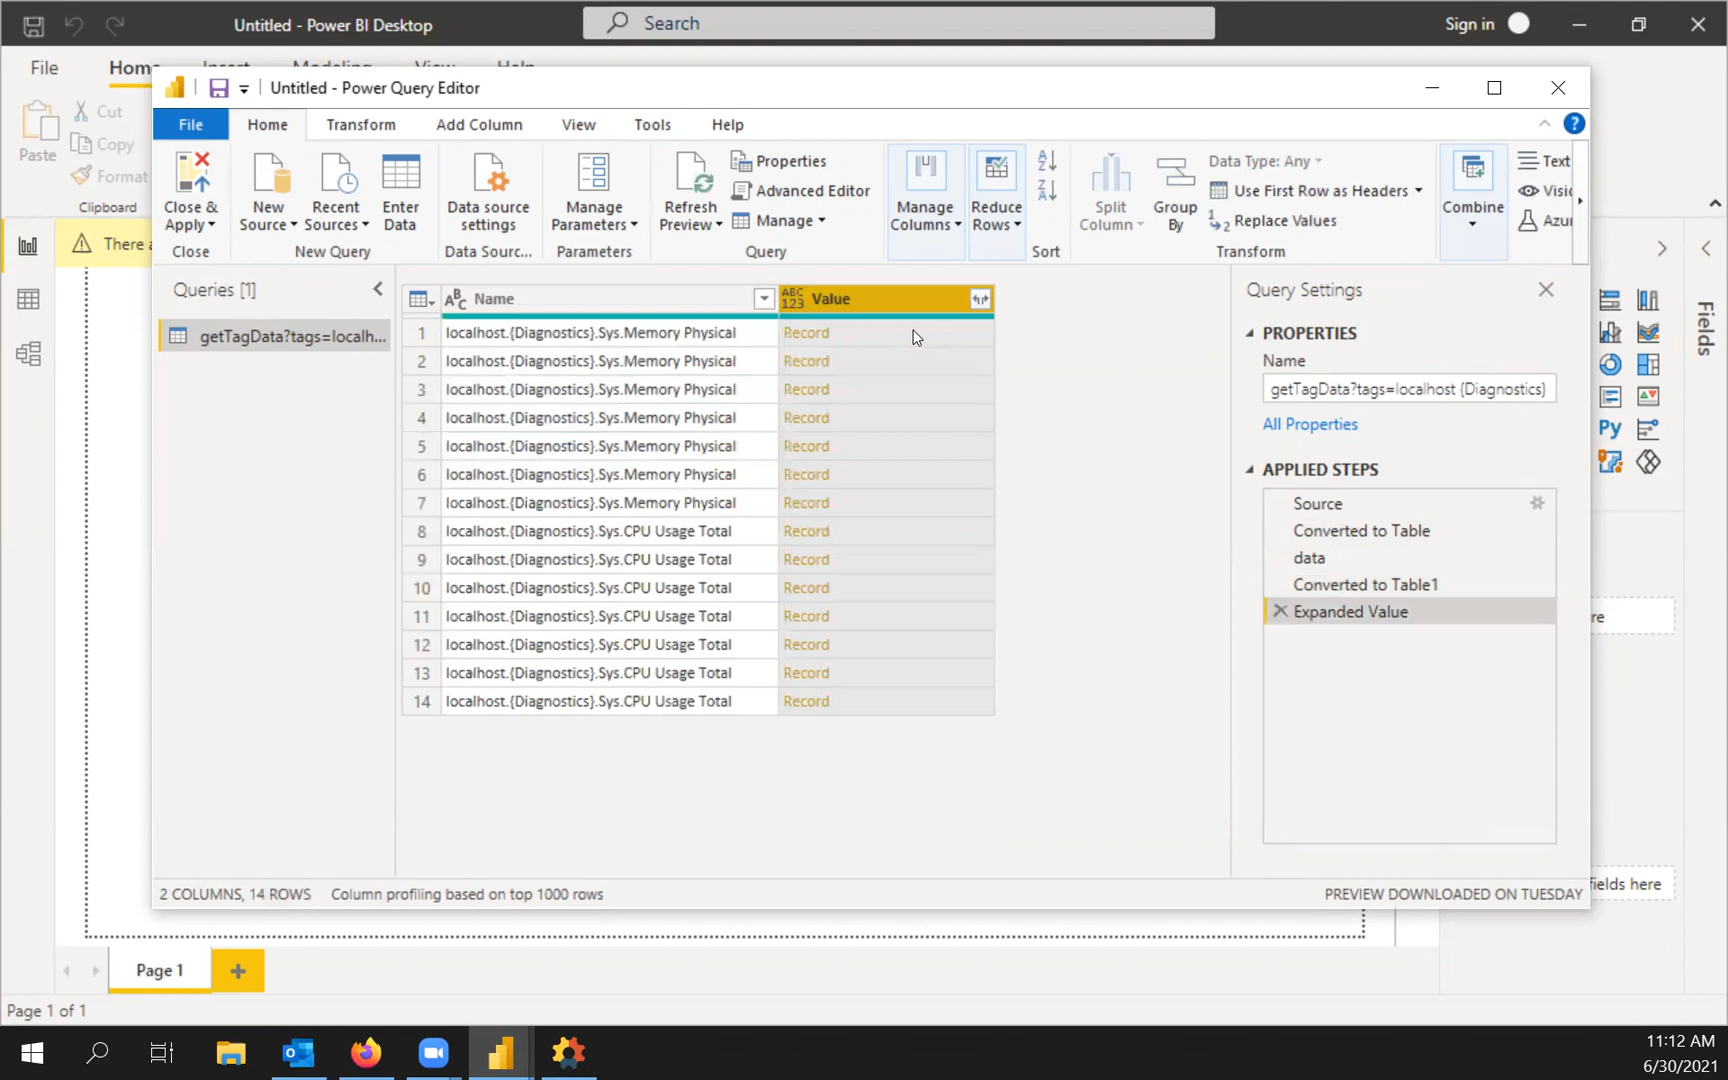 Untitled - Power BI Desktop
Search
Sign in
File
Home
Insert
Modeling
View
Help
Cut
Copy
Format
Paste
Clipboard
There a
Untitled - Power Query Editor
File
Home
Transform
Add Column
View
Tools
Help
Close & Apply
Close
New Source
Recent Sources
Enter Data
New Query
Data source settings
Data Sourc...
Manage Parameters
Parameters
Refresh Preview
Properties
Advanced Editor
Manage
Query
Manage Columns
Reduce Rows
Sort
Split Column
Group By
Data Type: Any
Use First Row as Headers
Replace Values
Transform
Combine
Text
Visi
Azu
Queries [1]
getTagData?tags=localh...
ABC Name
ABC 123 Value
1 localhost.{Diagnostics}.Sys.Memory Physical Record
2 localhost.{Diagnostics}.Sys.Memory Physical Record
3 localhost.{Diagnostics}.Sys.Memory Physical Record
4 localhost.{Diagnostics}.Sys.Memory Physical Record
5 localhost.{Diagnostics}.Sys.Memory Physical Record
6 localhost.{Diagnostics}.Sys.Memory Physical Record
7 localhost.{Diagnostics}.Sys.Memory Physical Record
8 localhost.{Diagnostics}.Sys.CPU Usage Total Record
9 localhost.{Diagnostics}.Sys.CPU Usage Total Record
10 localhost.{Diagnostics}.Sys.CPU Usage Total Record
11 localhost.{Diagnostics}.Sys.CPU Usage Total Record
12 localhost.{Diagnostics}.Sys.CPU Usage Total Record
13 localhost.{Diagnostics}.Sys.CPU Usage Total Record
14 localhost.{Diagnostics}.Sys.CPU Usage Total Record
Query Settings
PROPERTIES
Name
getTagData?tags=localhost {Diagnostics}
All Properties
APPLIED STEPS
Source
Converted to Table
data
Converted to Table1
Expanded Value
Fields
Py
re
fields here
2 COLUMNS, 14 ROWS
Column profiling based on top 1000 rows
PREVIEW DOWNLOADED ON TUESDAY
Page 1
Page 1 of 1
11:12 AM
6/30/2021